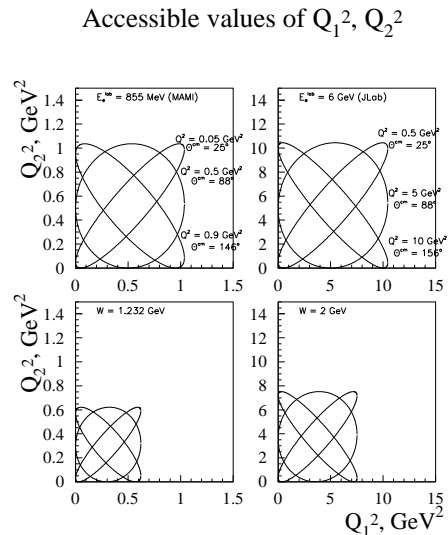 Accessible values of Q₁², Q₂²
Q₂², GeV²
E_e^lab = 855 MeV (MAMI)
Q² = 0.05 GeV²
Θ^cm = 25°
Q² = 0.5 GeV²
Θ^cm = 88°
Q² = 0.9 GeV²
Θ^cm = 146°
1.4
1.2
1
0.8
0.6
0.4
0.2
0
0 0.5 1 1.5
E_e^lab = 6 GeV (JLab)
Q² = 0.5 GeV²
Θ^cm = 25°
Q² = 5 GeV²
Θ^cm = 88°
Q² = 10 GeV²
Θ^cm = 156°
14
12
10
8
6
4
2
0
0 5 10 15
Q₂², GeV²
W = 1.232 GeV
1.4
1.2
1
0.8
0.6
0.4
0.2
0
0 0.5 1 1.5
W = 2 GeV
14
12
10
8
6
4
2
0
0 5 10 15
Q₁², GeV²